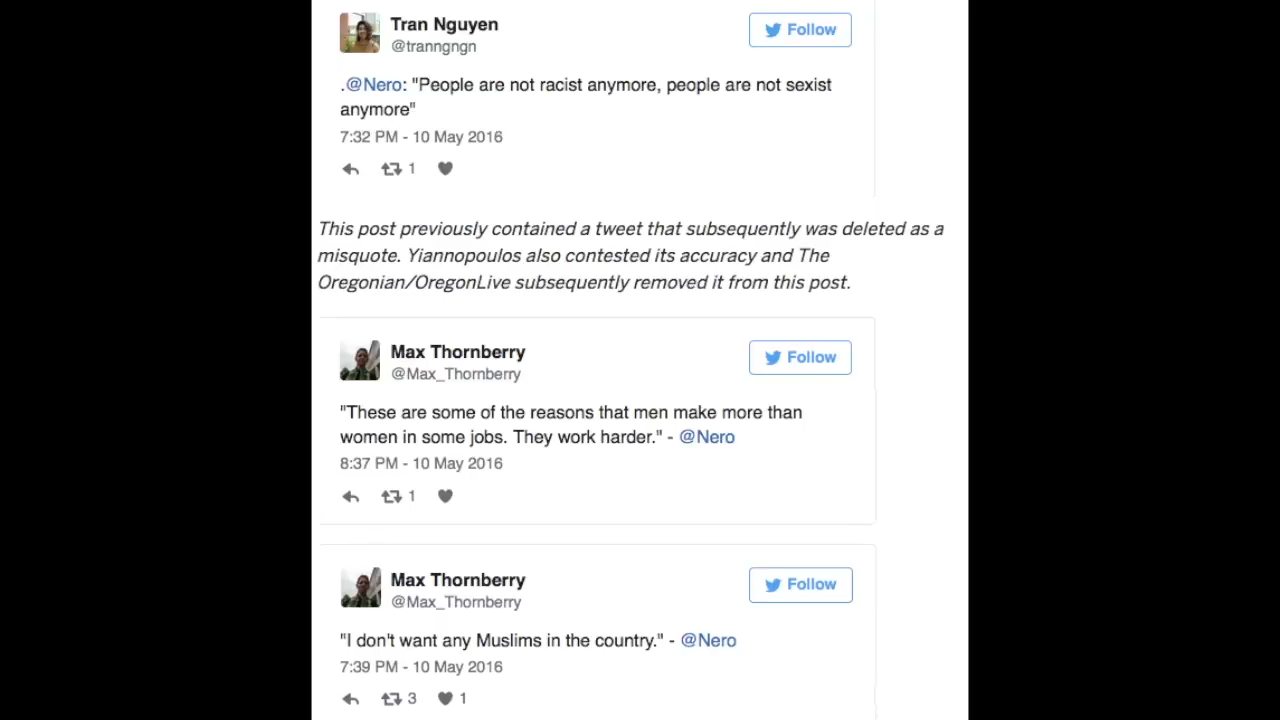 Tran Nguyen
@tranngngn
Follow
.@Nero: "People are not racist anymore, people are not sexist
anymore"
7:32 PM - 10 May 2016
1
This post previously contained a tweet that subsequently was deleted as a
misquote. Yiannopoulos also contested its accuracy and The
Oregonian/OregonLive subsequently removed it from this post.
Max Thornberry
@Max_Thornberry
Follow
"These are some of the reasons that men make more than
women in some jobs. They work harder." - @Nero
8:37 PM - 10 May 2016
1
Max Thornberry
@Max_Thornberry
Follow
"I don't want any Muslims in the country." - @Nero
7:39 PM - 10 May 2016
3 1